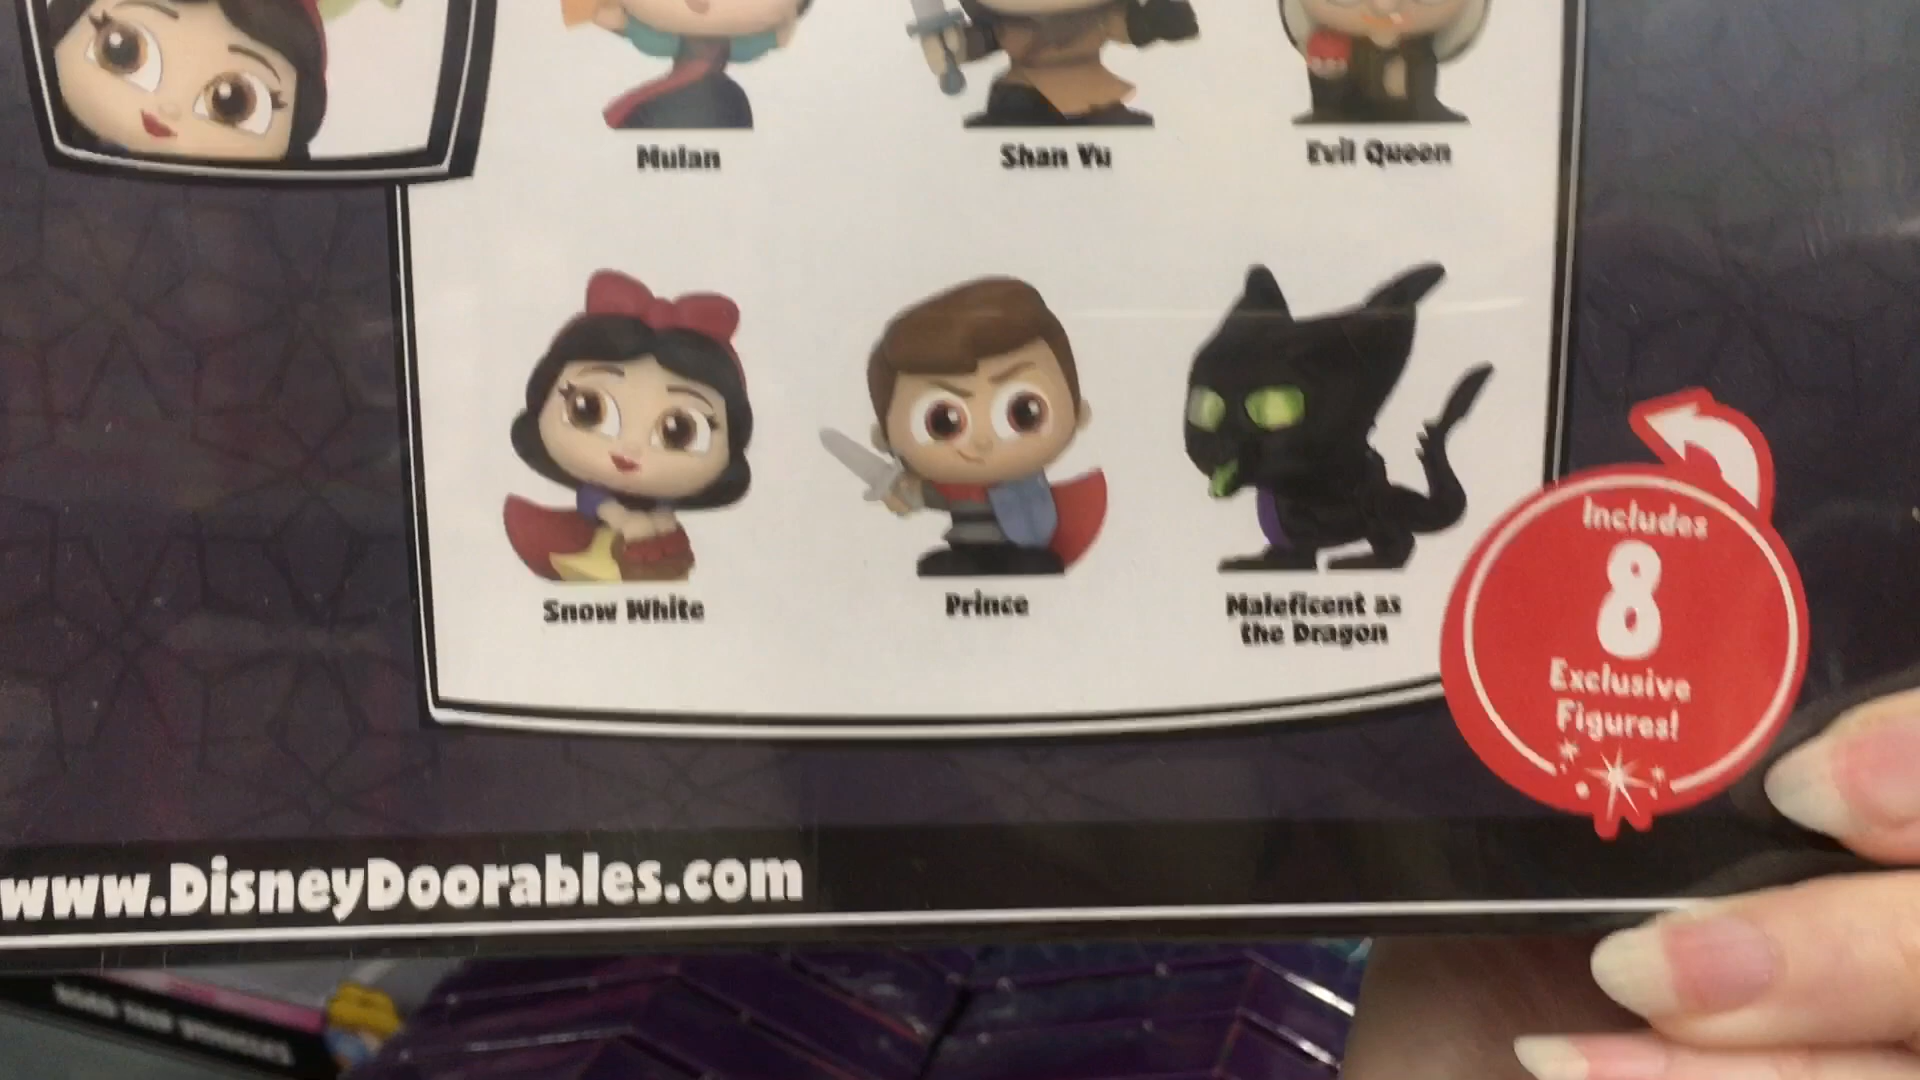 Mulan
Shan Yu
Evil Queen
Snow White
Prince
Maleficent as
the Dragon
Includes
8
Exclusive
Figures!
www.DisneyDoorables.com